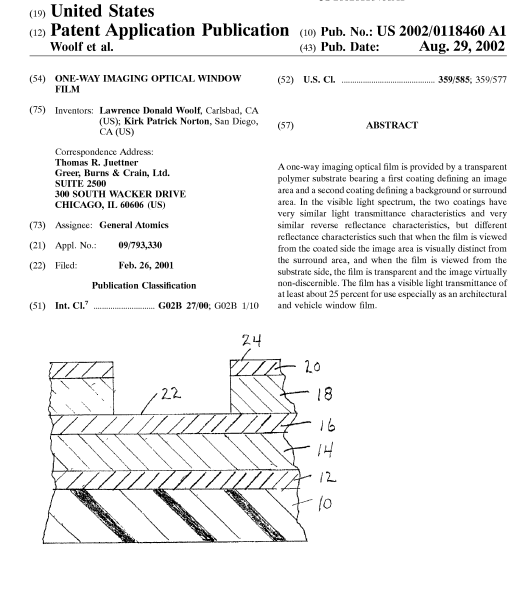 (19) United States
(12) Patent Application Publication
Woolf et al.
(10) Pub. No.: US 2002/0118460 A1
(43) Pub. Date: Aug. 29, 2002
(54) ONE-WAY IMAGING OPTICAL WINDOW
FILM
(75) Inventors: Lawrence Donald Woolf, Carlsbad, CA
(US); Kirk Patrick Norton, San Diego,
CA (US)
Correspondence Address:
Thomas R. Juettner
Greer, Burns & Crain, Ltd.
SUITE 2500
300 SOUTH WACKER DRIVE
CHICAGO, IL 60606 (US)
(73) Assignee: General Atomics
(21) Appl. No.: 09/793,330
(22) Filed: Feb. 26, 2001
Publication Classification
(51) Int. Cl.7 ............................ G02B 27/00; G02B 1/10
(52) U.S. Cl. ........................................... 359/585; 359/577
(57) ABSTRACT
A one-way imaging optical film is provided by a transparent
polymer substrate bearing a first coating defining an image
area and a second coating defining a background or surround
area. In the visible light spectrum, the two coatings have
very similar light transmittance characteristics and very
similar reverse reflectance characteristics, but different
reflectance characteristics such that when the film is viewed
from the coated side the image area is visually distinct from
the surround area, and when the film is viewed from the
substrate side, the film is transparent and the image virtually
non-discernible. The film has a visible light transmittance of
at least about 25 percent for use especially as an architectural
and vehicle window film.
24
20
22
18
16
14
12
10